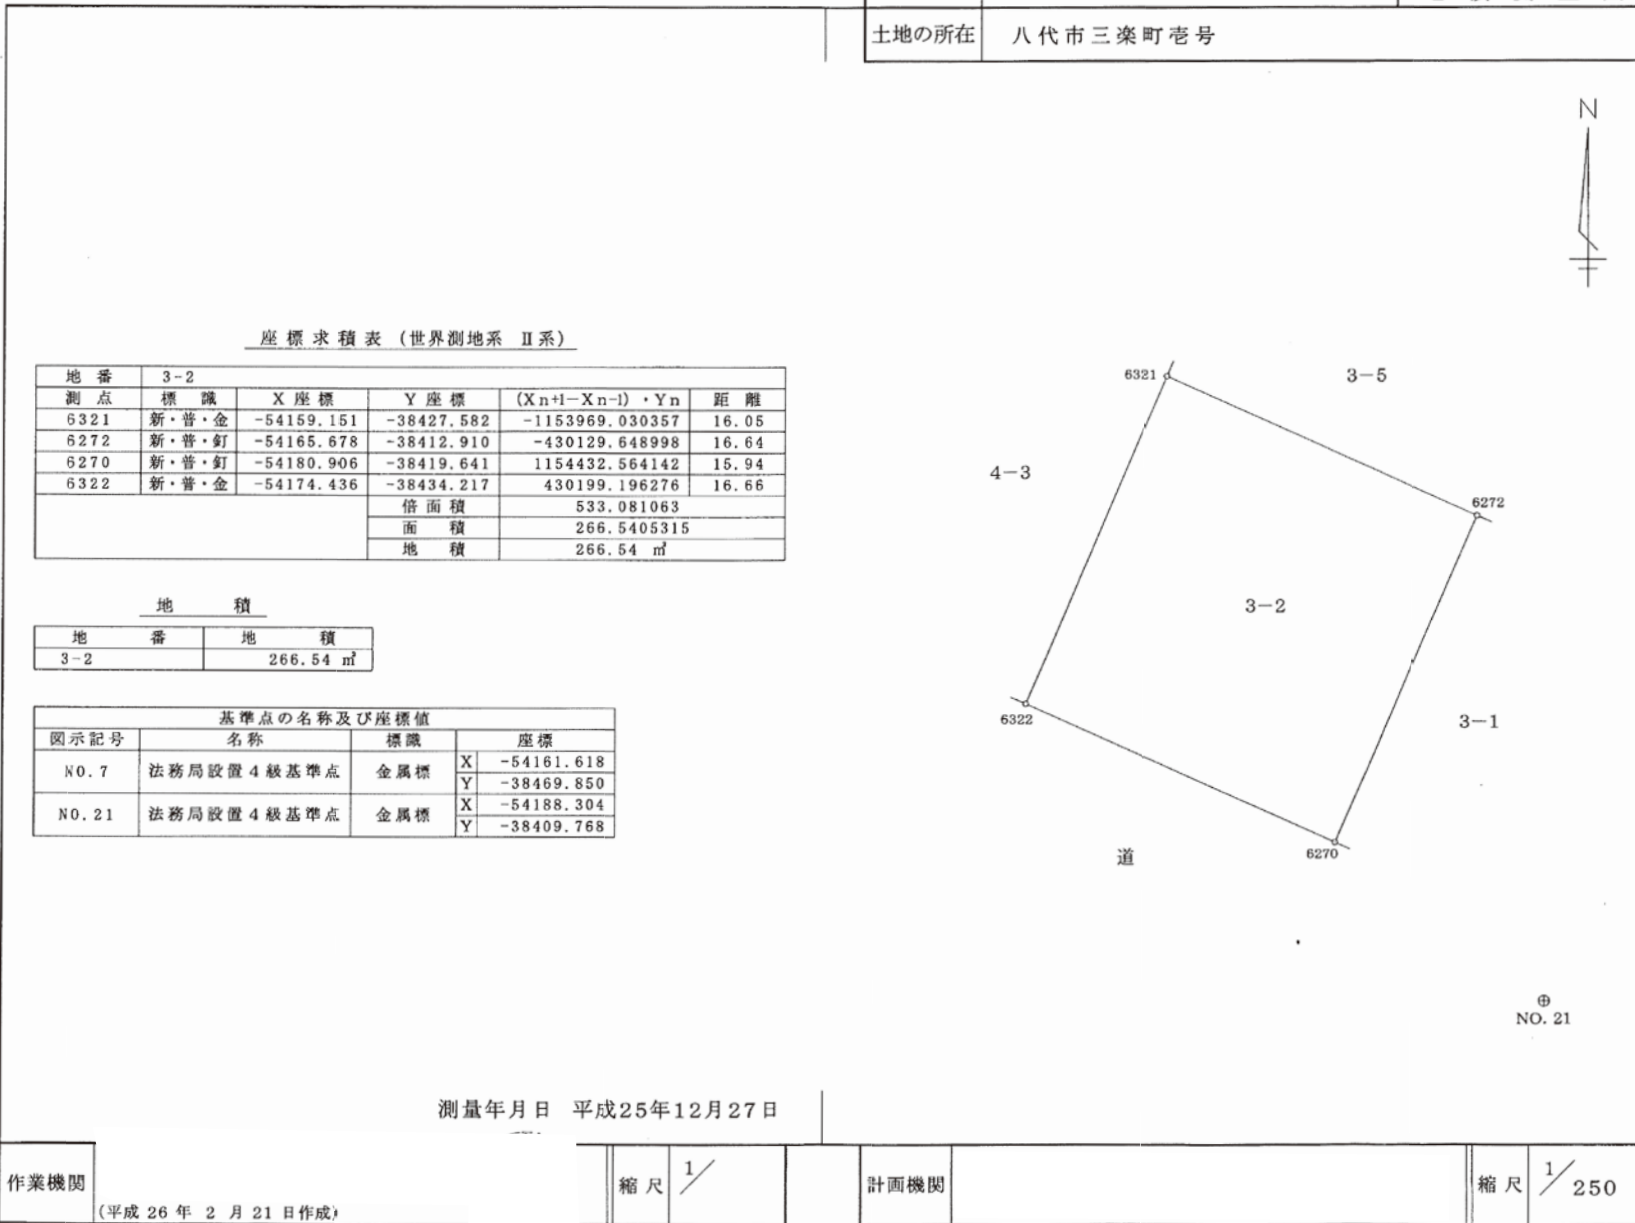 土地の所在 八代市三楽町壱号
N
座標求積表 (世界測地系 Ⅱ系)
地番 3-2
測点 標識 X座標 Y座標 (Xn+1-Xn-1)・Yn 距離
6321 新・普・金 -54159.151 -38427.582 -1153969.030357 16.05
6272 新・普・釘 -54165.678 -38412.910 -430129.648998 16.64
6270 新・普・釘 -54180.906 -38419.641 1154432.564142 15.94
6322 新・普・金 -54174.436 -38434.217 430199.196276 16.66
倍面積 533.081063
面積 266.5405315
地積 266.54 ㎡
地積
地番 地積
3-2 266.54 ㎡
基準点の名称及び座標値
図示記号 名称 標識 座標
NO.7 法務局設置4級基準点 金属標 X -54161.618
Y -38469.850
NO.21 法務局設置4級基準点 金属標 X -54188.304
Y -38409.768
6321
3-5
4-3
6272
3-2
6322
3-1
6270
道
NO. 21
測量年月日 平成25年12月27日
作業機関
(平成 26 年 2 月 21 日作成)
縮尺 1/
計画機関
縮尺 1/250